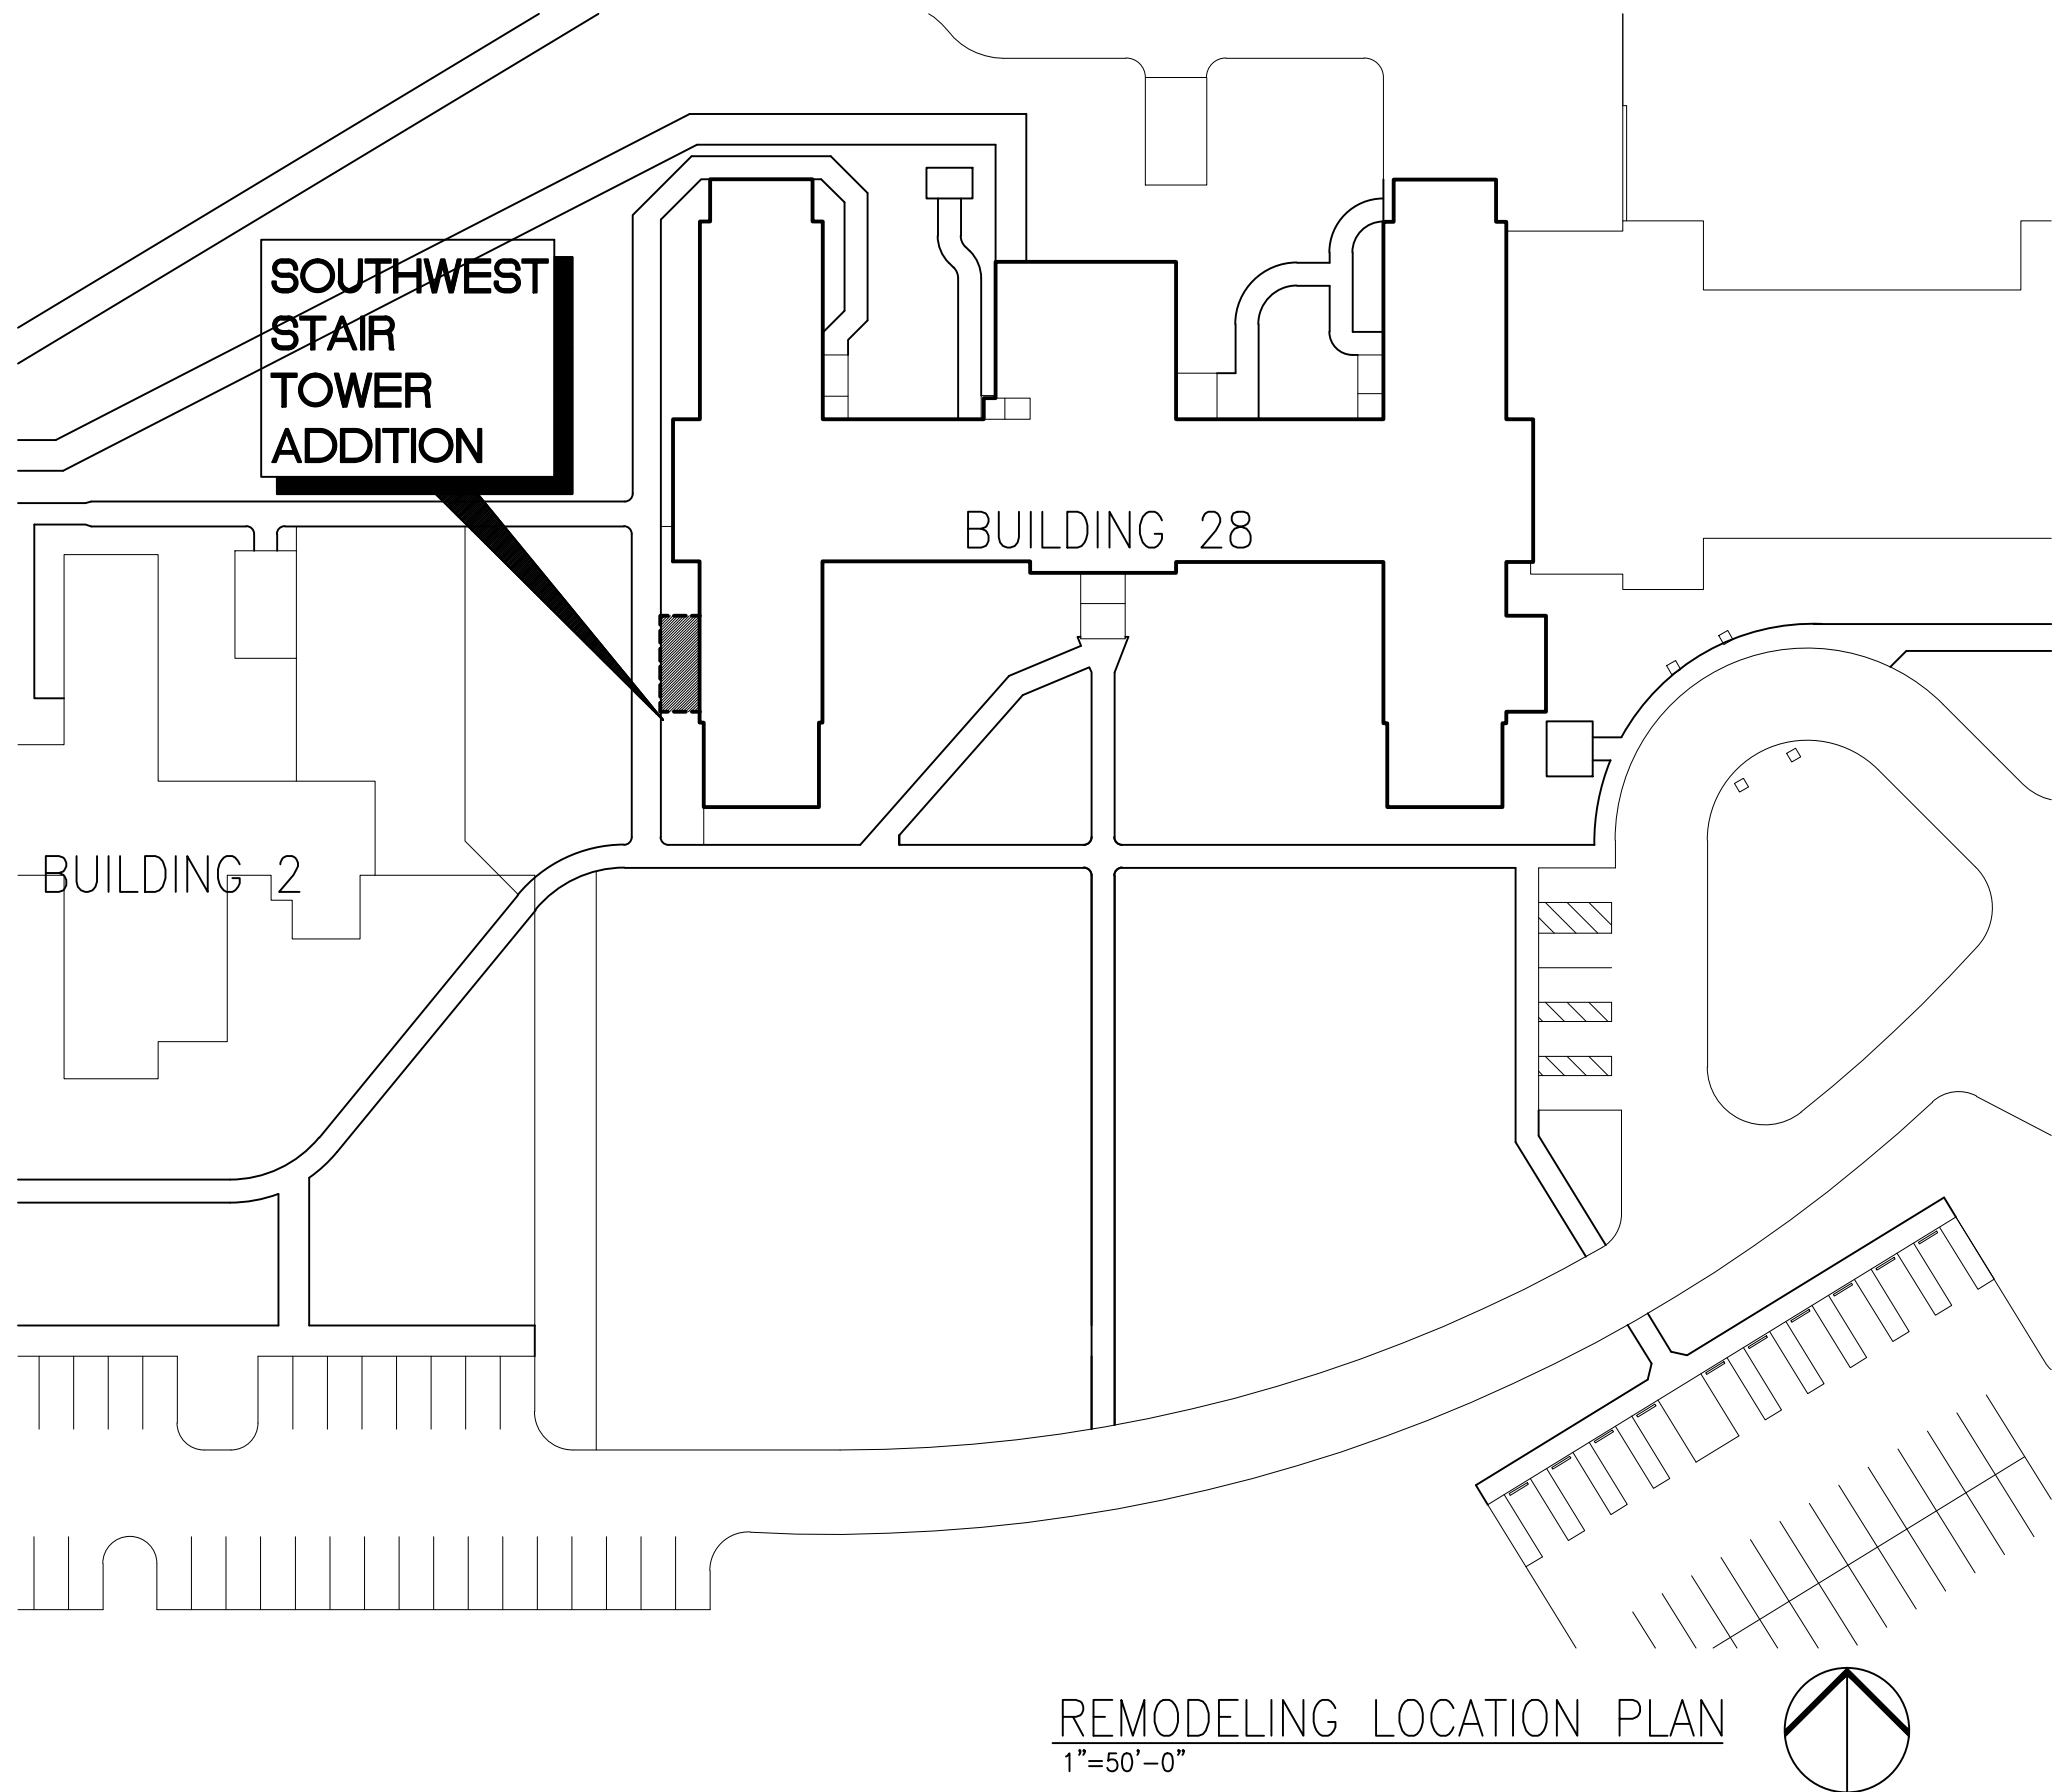 SOUTHWEST
STAIR
TOWER
ADDITION
BUILDING 28
BUILDING 2
REMODELING LOCATION PLAN
1"=50'-0"